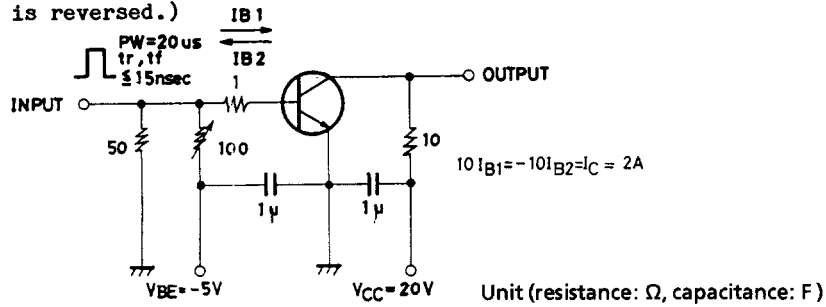 is reversed.)
IB1
PW=20us
IB2
tr,tf
≦15nsec
1
OUTPUT
INPUT
50
100
10
10IB1=-10IB2=IC = 2A
1μ
1μ
VBE=-5V
VCC=20V
Unit (resistance: Ω, capacitance: F)